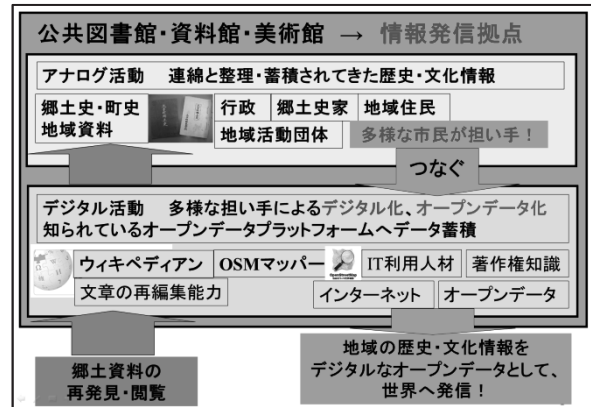 公共図書館・資料館・美術館 → 情報発信拠点
アナログ活動 連綿と整理・蓄積されてきた歴史・文化情報
郷土史・町史
地域資料
行政
郷土史家
地域住民
地域活動団体
多様な市民が担い手！
つなぐ
デジタル活動 多様な担い手によるデジタル化、オープンデータ化
知られているオープンデータプラットフォームへデータ蓄積
ウィキペディアン
OSMマッパー
IT利用人材
著作権知識
文章の再編集能力
インターネット
オープンデータ
郷土資料の
再発見・閲覧
地域の歴史・文化情報を
デジタルなオープンデータとして、
世界へ発信！